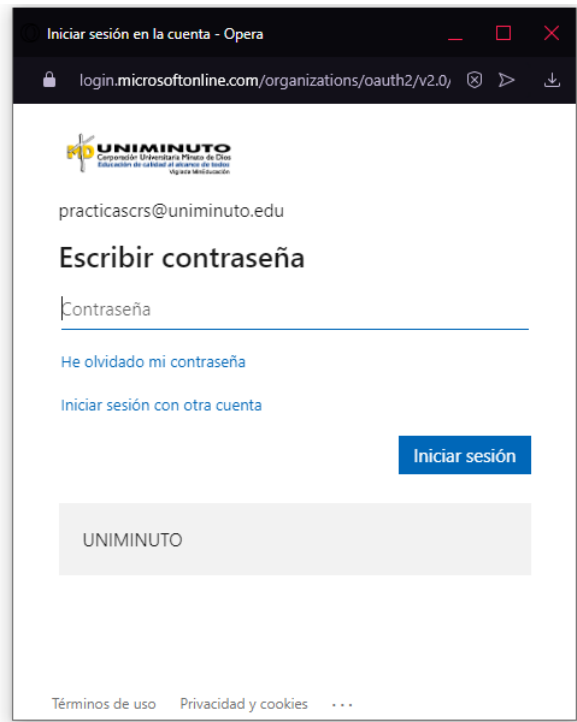 Iniciar sesión en la cuenta - Opera
login.microsoftonline.com/organizations/oauth2/v2.0/
UNIMINUTO
Corporación Universitaria Minuto de Dios
Educación de calidad al alcance de todos
Vigilada MinEducación
practicascrs@uniminuto.edu
Escribir contraseña
Contraseña
He olvidado mi contraseña
Iniciar sesión con otra cuenta
Iniciar sesión
UNIMINUTO
Términos de uso Privacidad y cookies ...